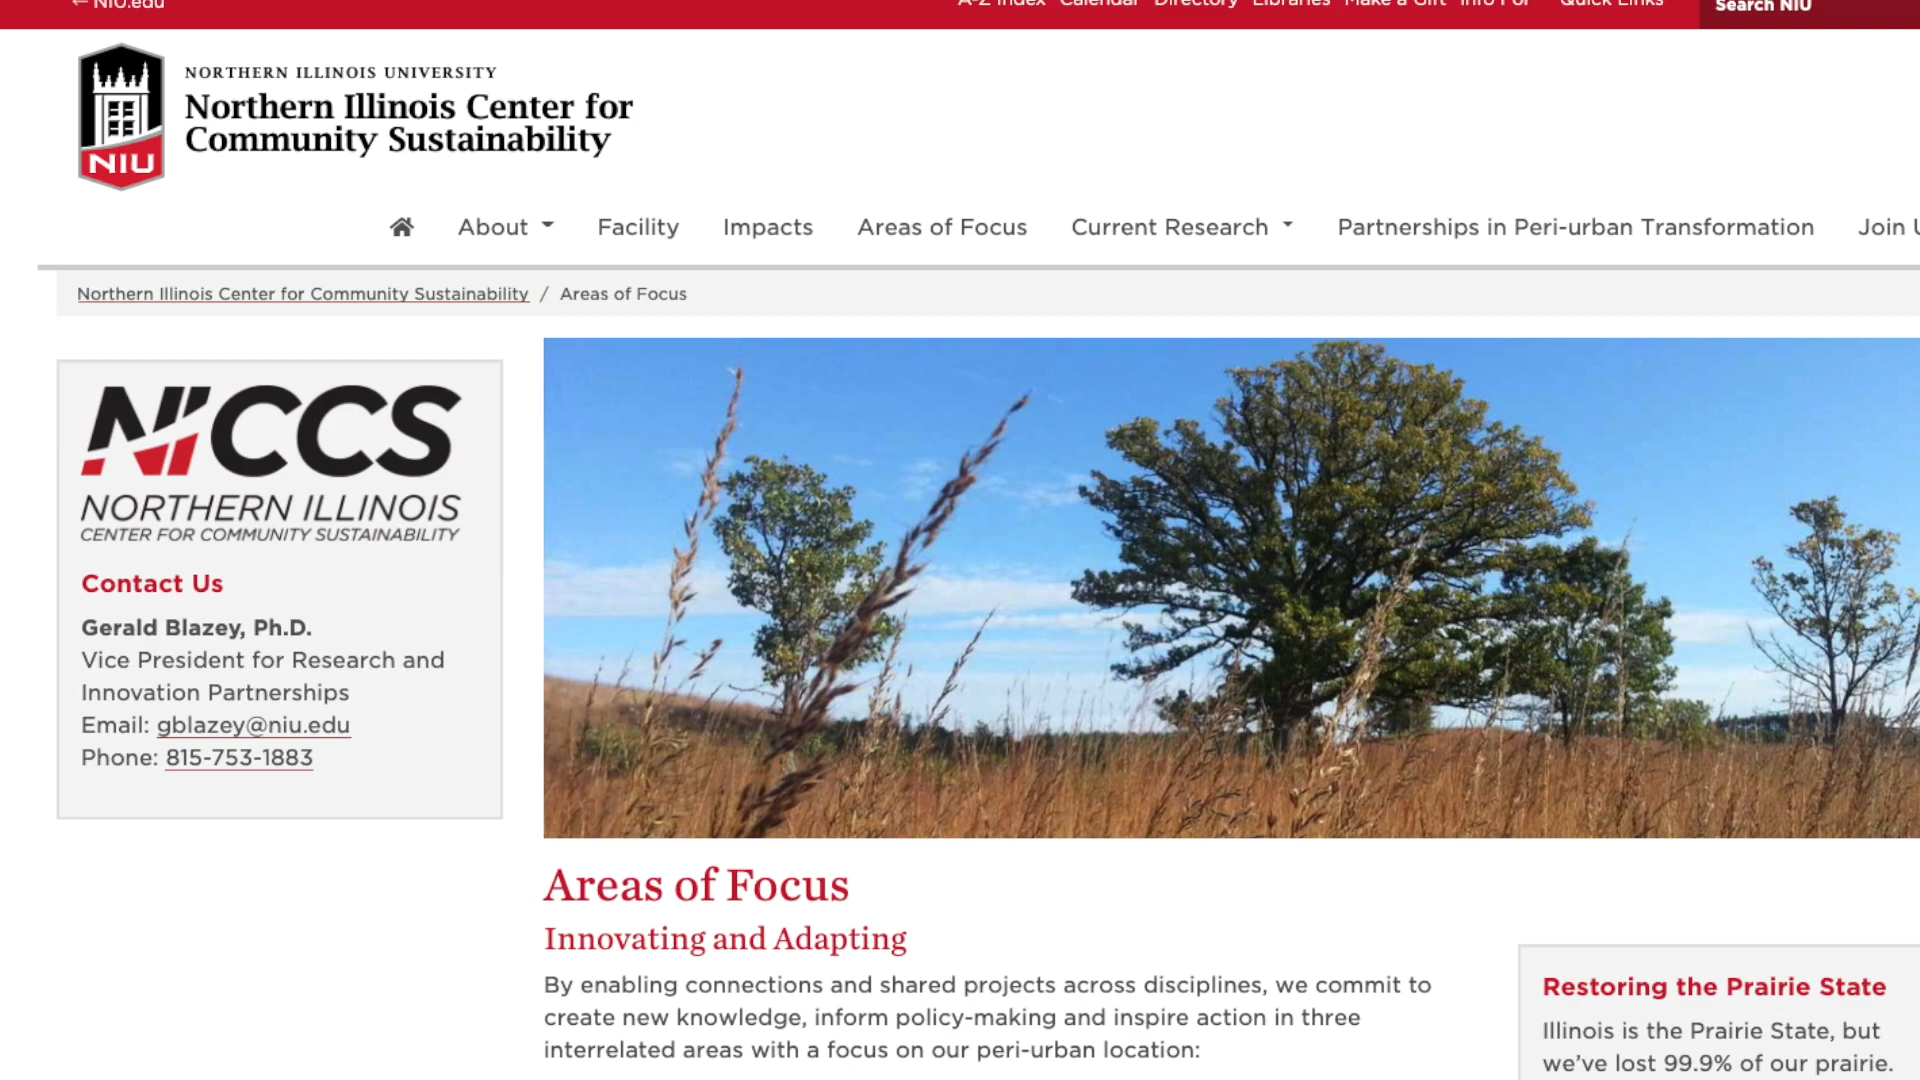 ← NIU.edu
A-Z Index Calendar Directory Libraries Make a Gift Info For Quick Links Search NIU
NORTHERN ILLINOIS UNIVERSITY
Northern Illinois Center for
Community Sustainability
NIU
About Facility Impacts Areas of Focus Current Research Partnerships in Peri-urban Transformation Join
Northern Illinois Center for Community Sustainability / Areas of Focus
NICCS
NORTHERN ILLINOIS
CENTER FOR COMMUNITY SUSTAINABILITY
Contact Us
Gerald Blazey, Ph.D.
Vice President for Research and
Innovation Partnerships
Email: gblazey@niu.edu
Phone: 815-753-1883
Areas of Focus
Innovating and Adapting
By enabling connections and shared projects across disciplines, we commit to
create new knowledge, inform policy-making and inspire action in three
interrelated areas with a focus on our peri-urban location:
Restoring the Prairie State
Illinois is the Prairie State, but
we've lost 99.9% of our prairie.